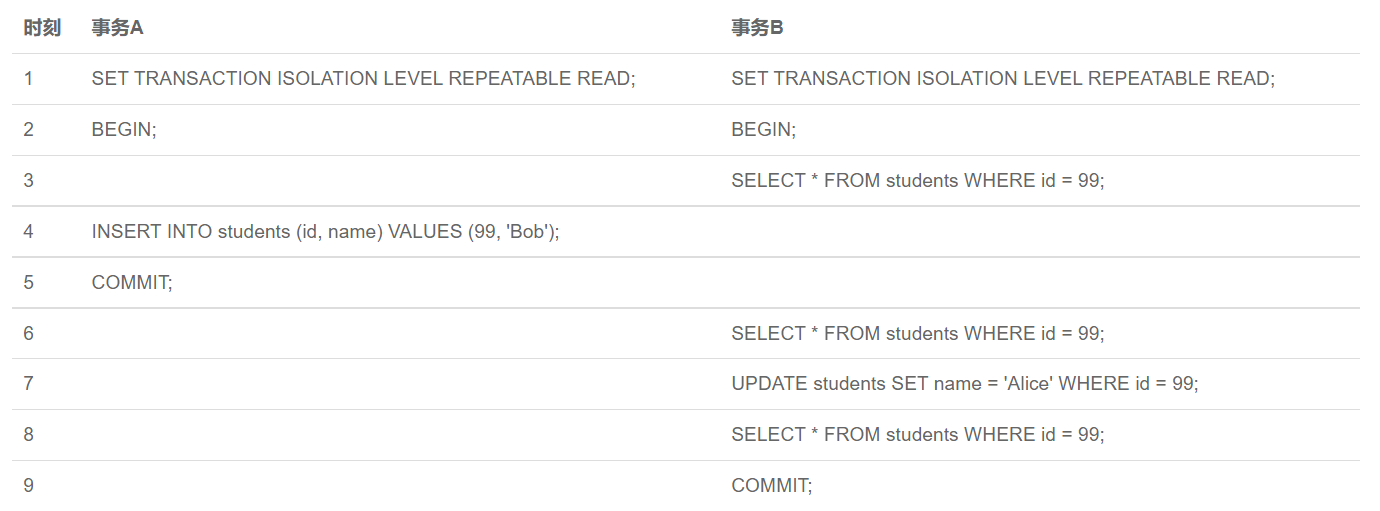 时刻 事务A 事务B
1 SET TRANSACTION ISOLATION LEVEL REPEATABLE READ; SET TRANSACTION ISOLATION LEVEL REPEATABLE READ;
2 BEGIN; BEGIN;
3 SELECT * FROM students WHERE id = 99;
4 INSERT INTO students (id, name) VALUES (99, 'Bob');
5 COMMIT;
6 SELECT * FROM students WHERE id = 99;
7 UPDATE students SET name = 'Alice' WHERE id = 99;
8 SELECT * FROM students WHERE id = 99;
9 COMMIT;